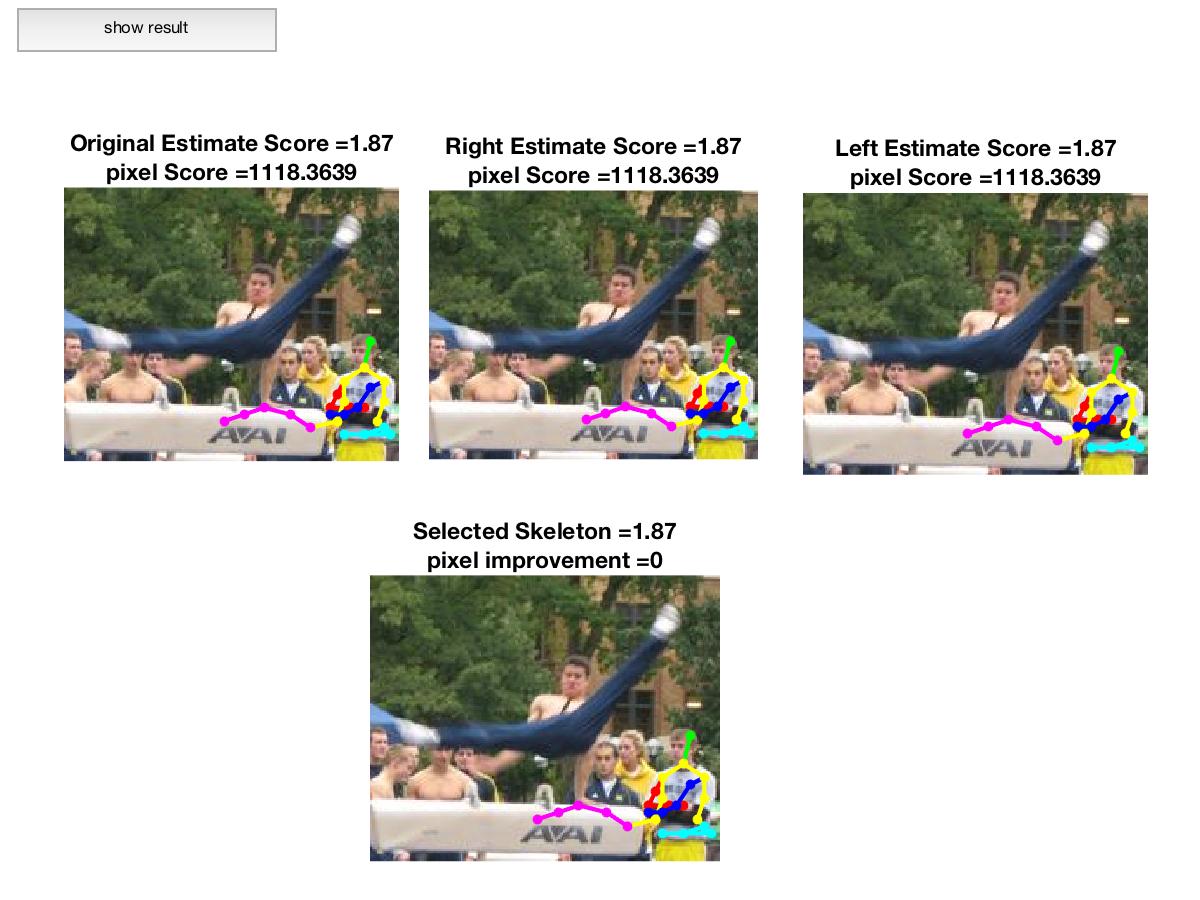 show result
Original Estimate Score =1.87
pixel Score =1118.3639
Right Estimate Score =1.87
pixel Score =1118.3639
Left Estimate Score =1.87
pixel Score =1118.3639
AAI
AAI
AAI
Selected Skeleton =1.87
pixel improvement =0
AAI